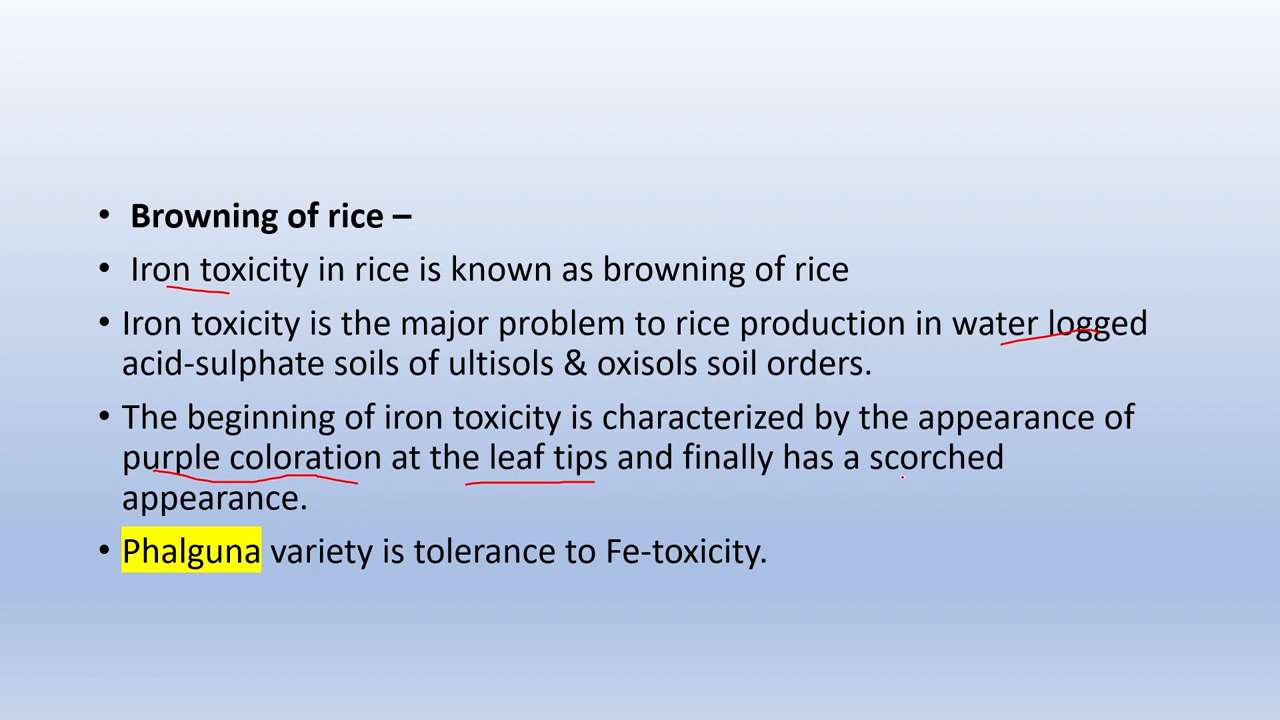 • Browning of rice –
• Iron toxicity in rice is known as browning of rice
• Iron toxicity is the major problem to rice production in water logged
acid-sulphate soils of ultisols & oxisols soil orders.
• The beginning of iron toxicity is characterized by the appearance of
purple coloration at the leaf tips and finally has a scorched
appearance.
• Phalguna variety is tolerance to Fe-toxicity.